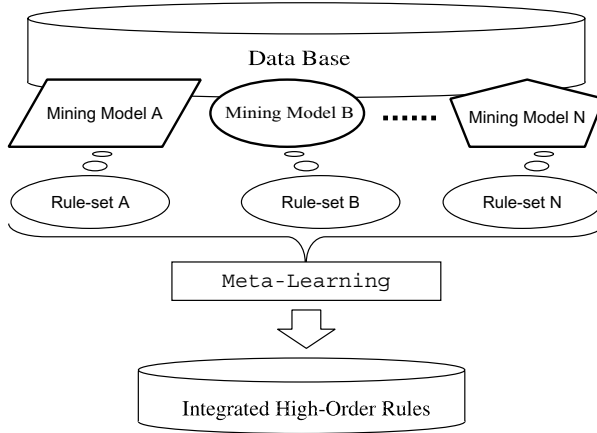 Data Base
Mining Model A
Mining Model B
Mining Model N
Rule-set A
Rule-set B
Rule-set N
Meta-Learning
Integrated High-Order Rules